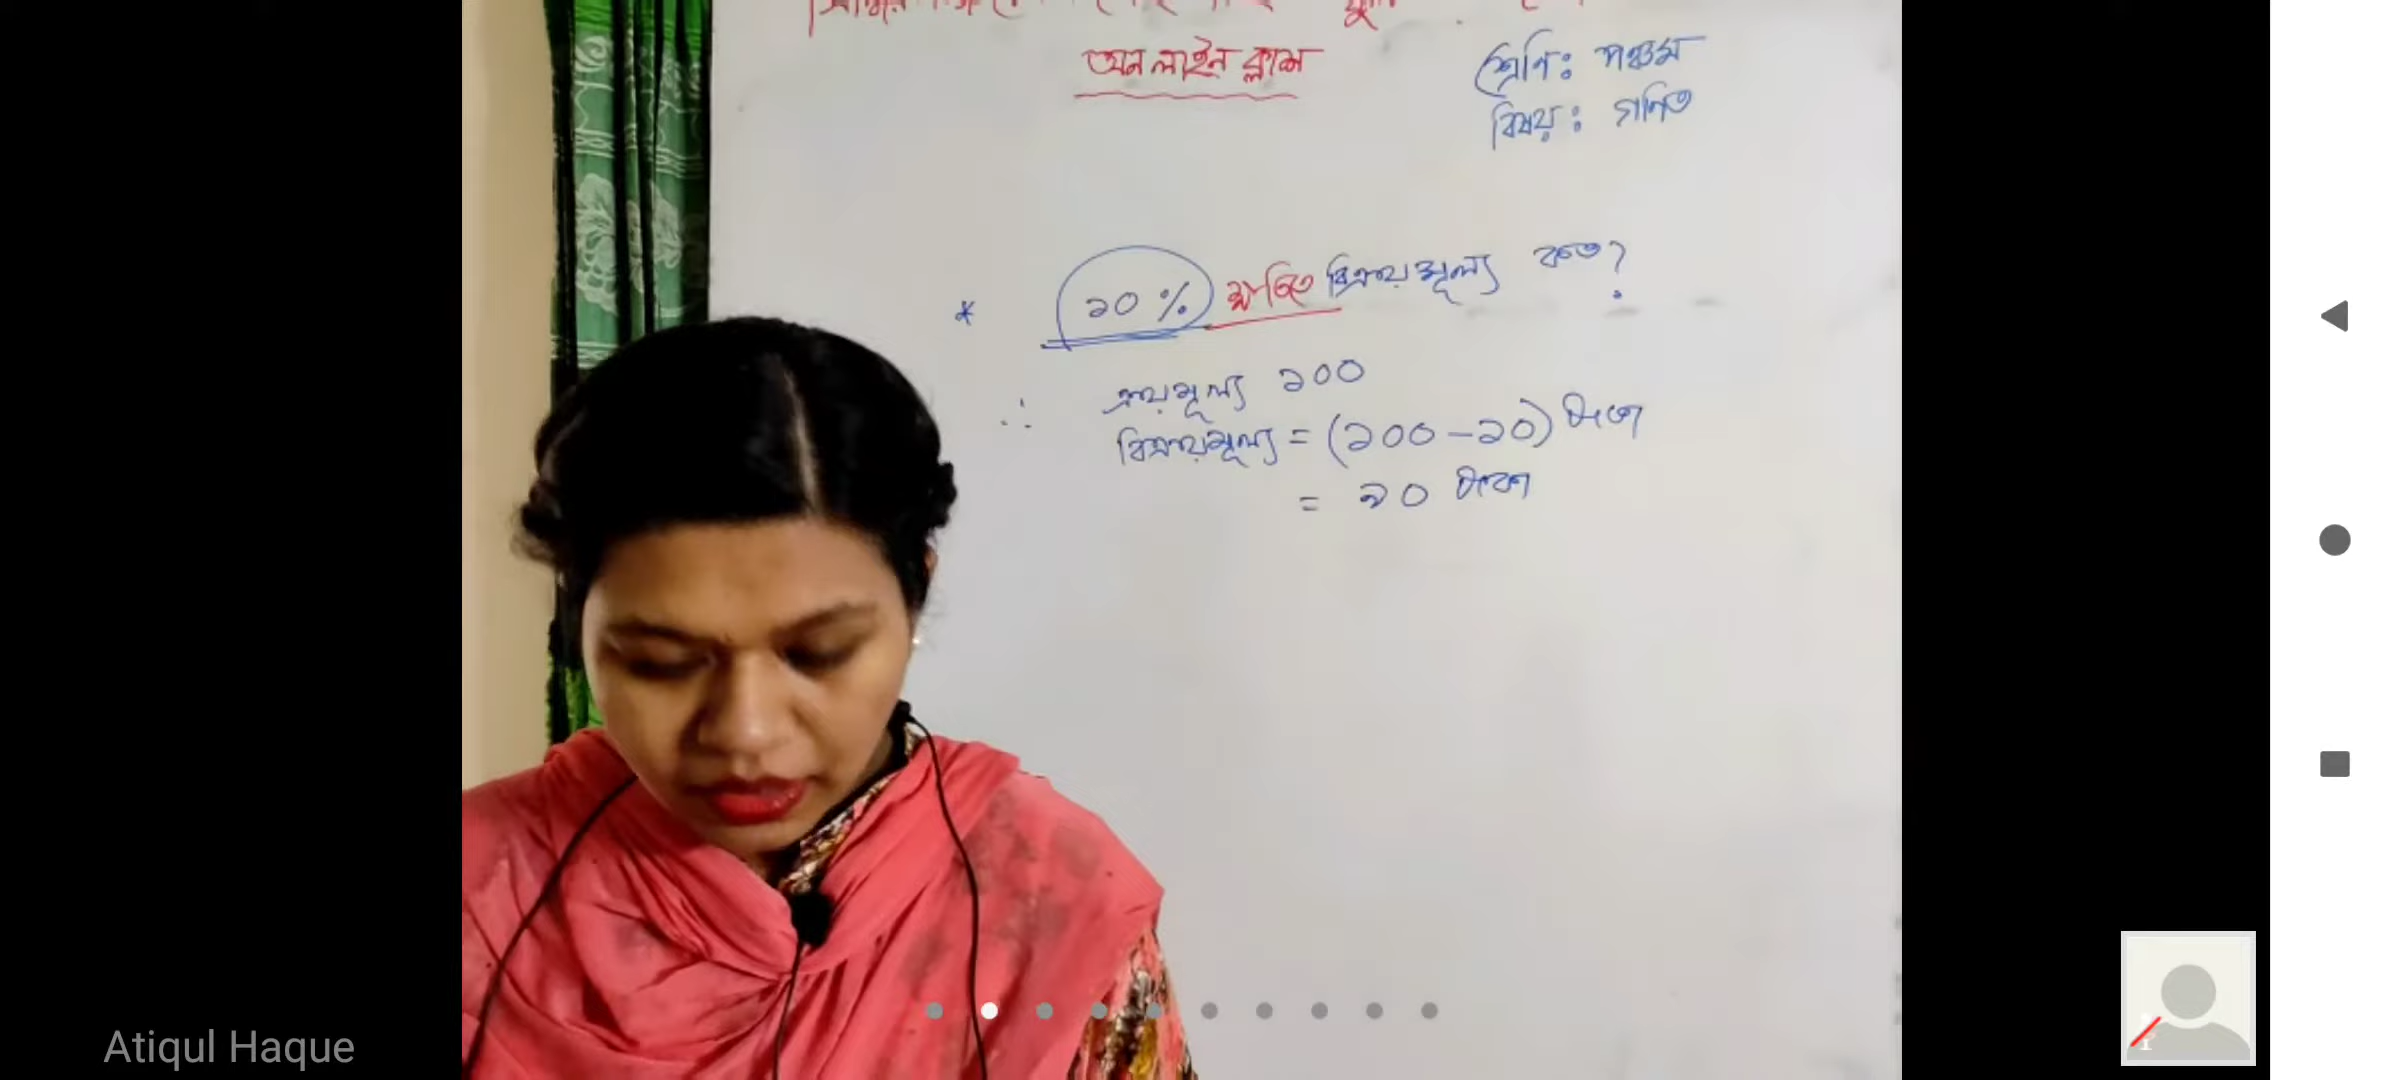 অনলাইন ক্লাশ
শ্রেণি: পঞ্চম
বিষয়: গণিত
* ১০% ক্ষতিতে বিক্রয়মূল্য কত?
∴ ক্রয়মূল্য ১০০
বিক্রয়মূল্য = (১০০ – ১০) টাকা
= ৯০ টাকা
Atiqul Haque